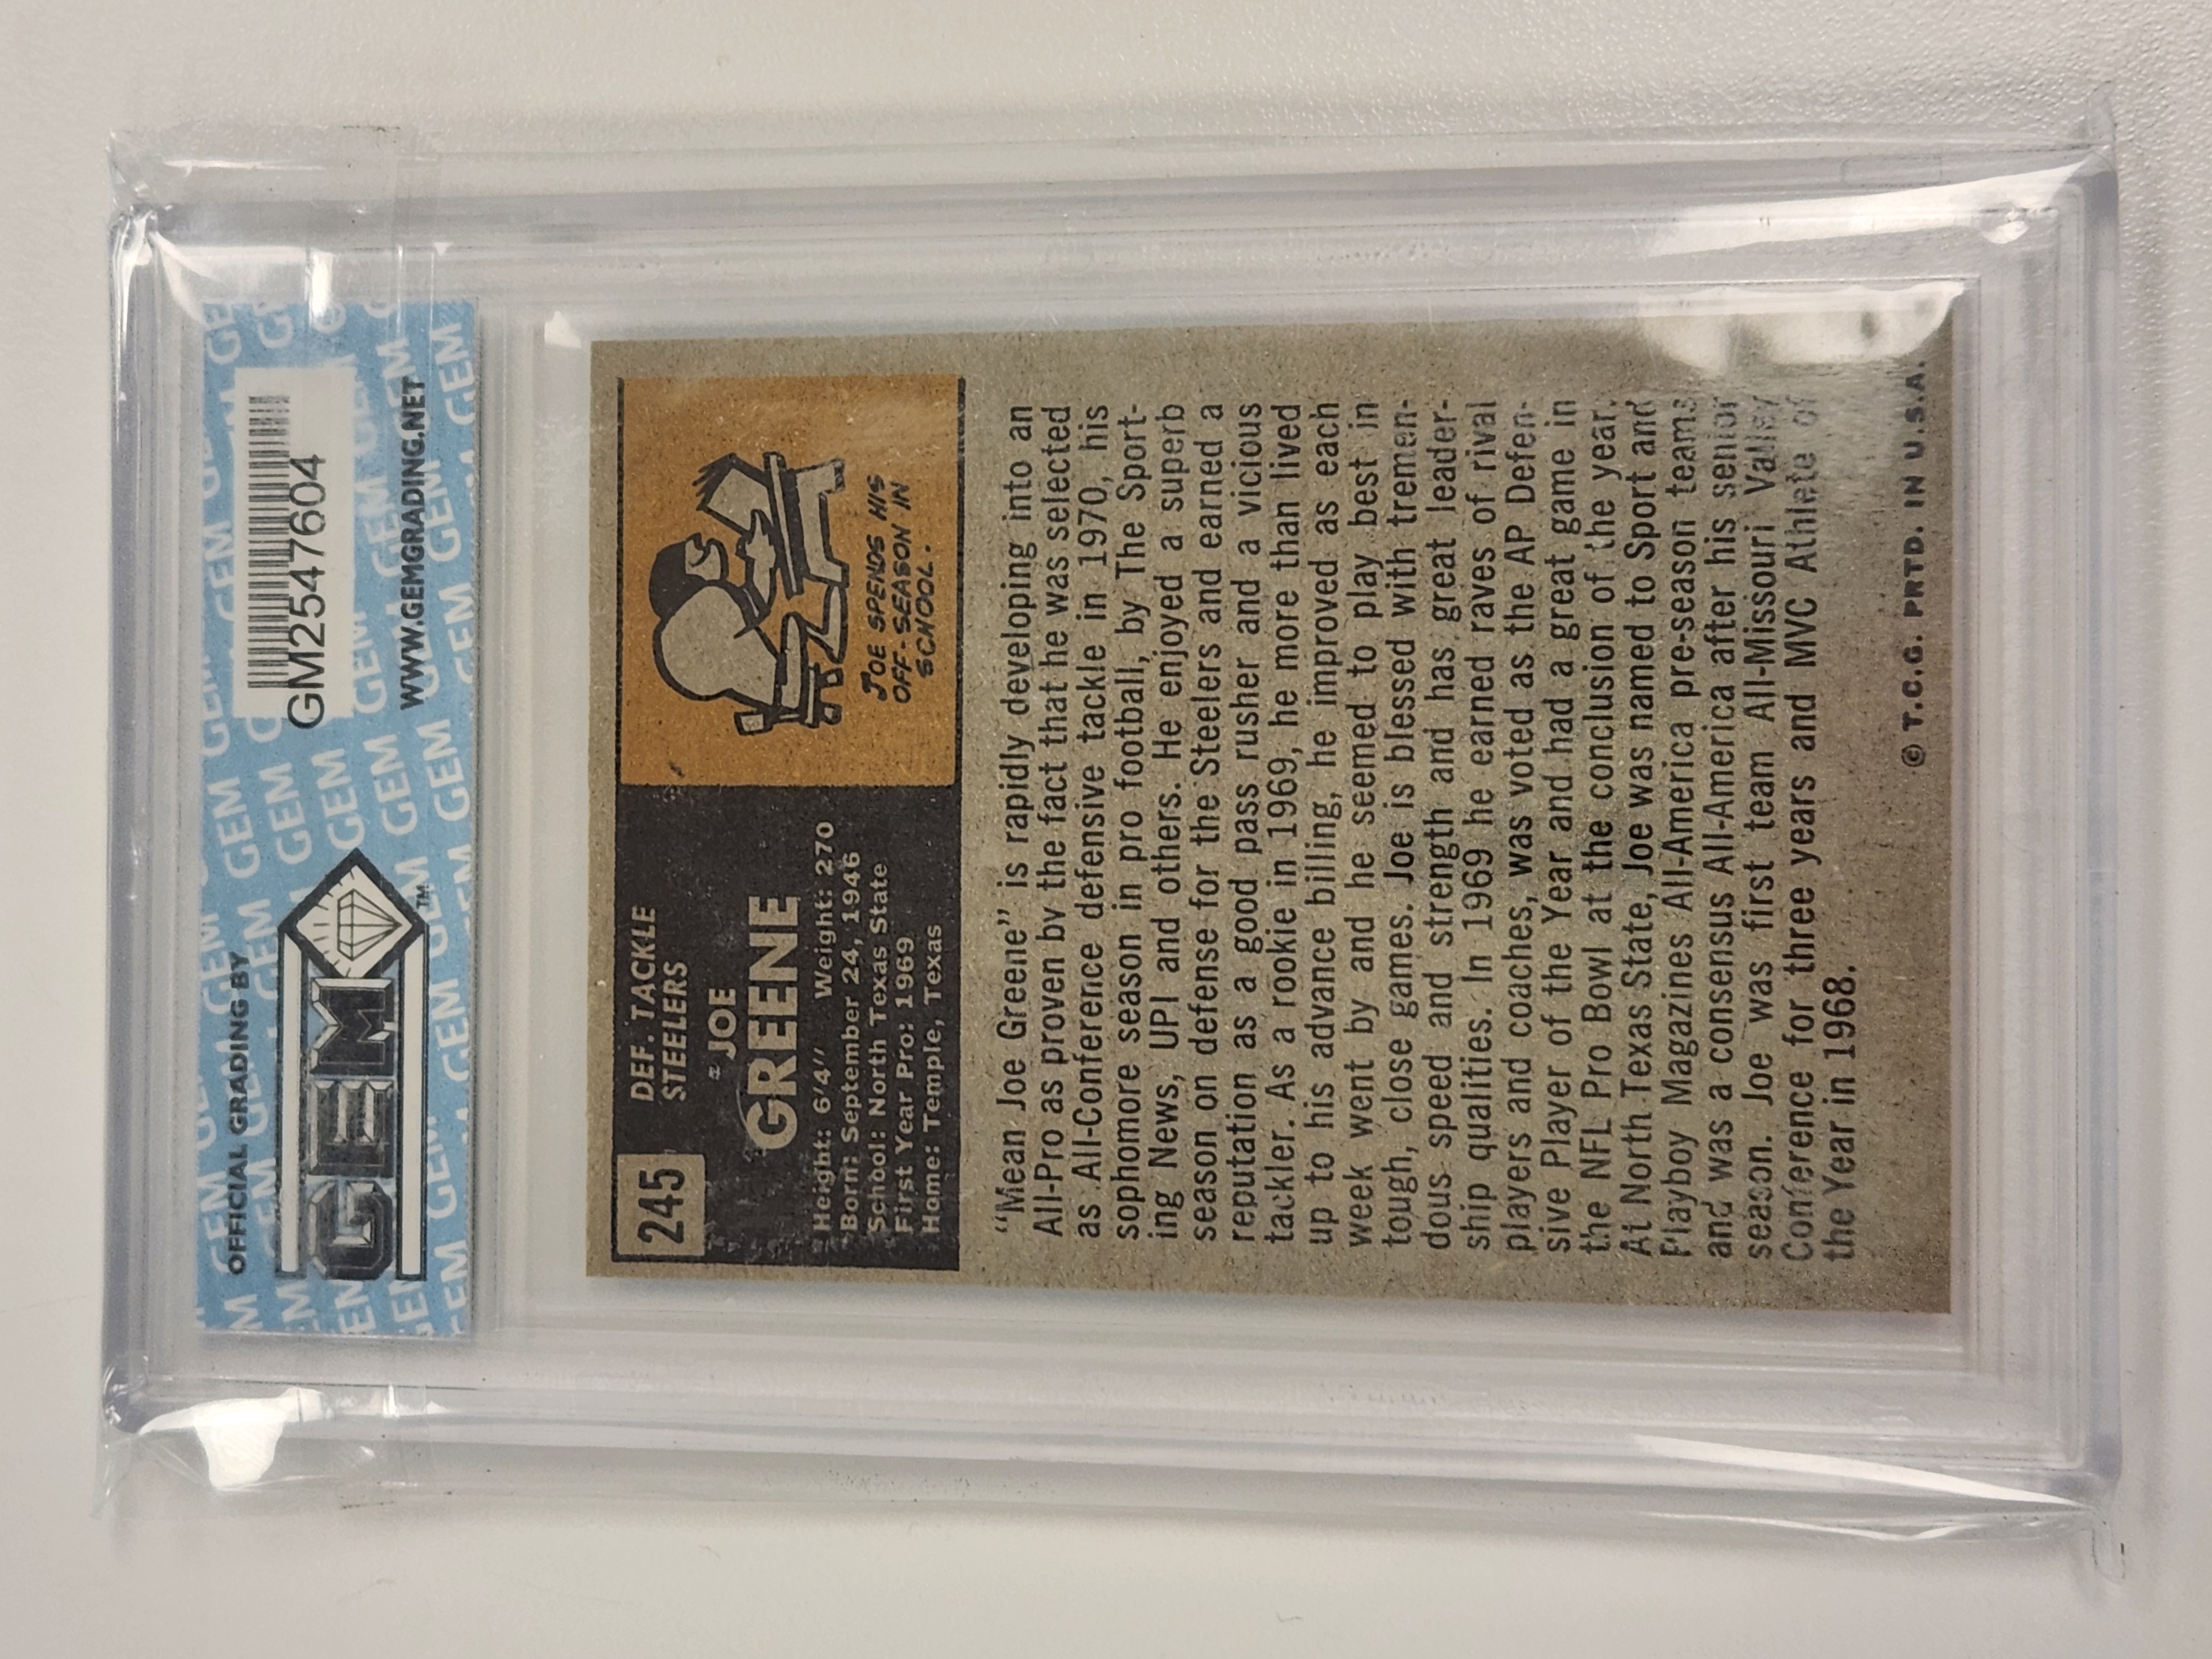 OFFICIAL GRADING BY
GEM
TM
GM2547604
WWW.GEMGRADING.NET
245
DEF. TACKLE
STEELERS
JOE
GREENE
Height: 6'4" Weight: 270
Born: September 24, 1946
School: North Texas State
First Year Pro: 1969
Home: Temple, Texas
JOE SPENDS HIS
OFF-SEASON IN
SCHOOL.
"Mean Joe Greene" is rapidly developing into an
All-Pro as proven by the fact that he was selected
as All-Conference defensive tackle in 1970, his
sophomore season in pro football, by The Sport-
ing News, UPI and others. He enjoyed a superb
season on defense for the Steelers and earned a
reputation as a good pass rusher and a vicious
tackler. As a rookie in 1969, he more than lived
up to his advance billing, he improved as each
week went by and he seemed to play best in
tough, close games. Joe is blessed with tremen-
dous speed and strength and has great leader-
ship qualities. In 1969 he earned raves of rival
players and coaches, was voted as the AP Defen-
sive Player of the Year and had a great game in
the NFL Pro Bowl at the conclusion of the year.
At North Texas State, Joe was named to Sport and
Playboy Magazines All-America pre-season teams
and was a consensus All-America after his senior
season. Joe was first team All-Missouri Valley
Conference for three years and MVC Athlete of
the Year in 1968.
© T.C.G. PRTD. IN U.S.A.